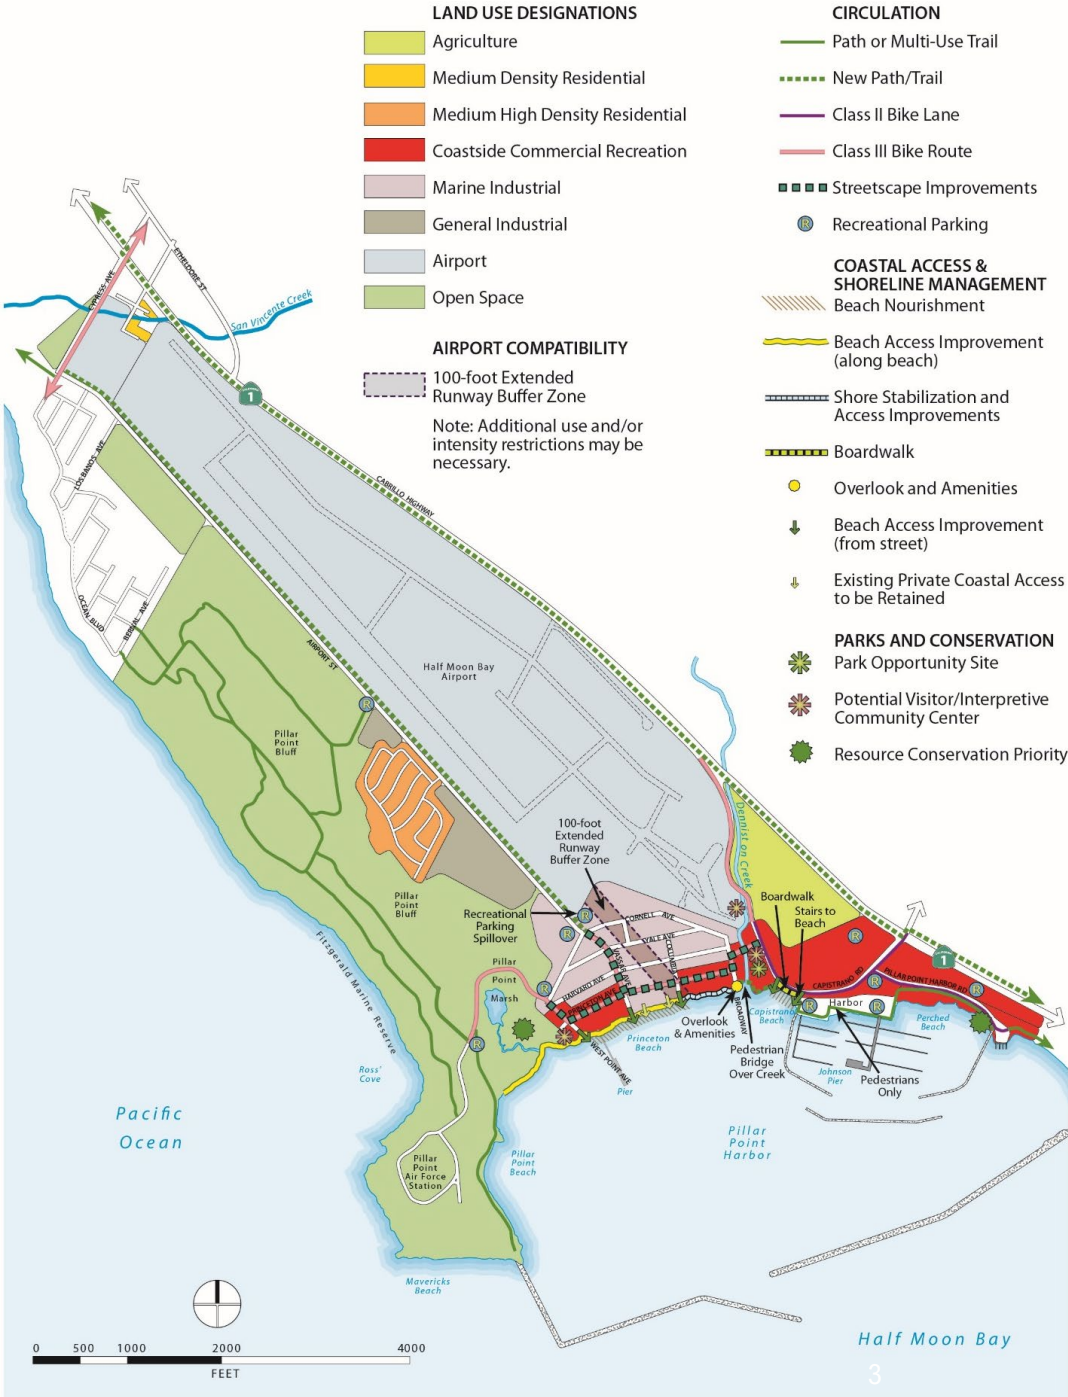 LAND USE DESIGNATIONS
Agriculture
Medium Density Residential
Medium High Density Residential
Coastside Commercial Recreation
Marine Industrial
General Industrial
Airport
Open Space
AIRPORT COMPATIBILITY
100-foot Extended
Runway Buffer Zone
Note: Additional use and/or
intensity restrictions may be
necessary.
CIRCULATION
Path or Multi-Use Trail
New Path/Trail
Class II Bike Lane
Class III Bike Route
Streetscape Improvements
R
Recreational Parking
COASTAL ACCESS &
SHORELINE MANAGEMENT
Beach Nourishment
Beach Access Improvement
(along beach)
Shore Stabilization and
Access Improvements
Boardwalk
Overlook and Amenities
Beach Access Improvement
(from street)
Existing Private Coastal Access
to be Retained
PARKS AND CONSERVATION
Park Opportunity Site
Potential Visitor/Interpretive
Community Center
Resource Conservation Priority
CYPRESS AVE
ETHELDORE ST
San Vincente Creek
1
LOS BANOS AVE
CABRILLO HIGHWAY
OCEAN BLVD
BERNAL AVE
AIRPORT ST
Half Moon Bay
Airport
R
Pillar
Point
Bluff
Denniston Creek
100-foot
Extended
Runway
Buffer Zone
Pillar
Point
Bluff
Recreational
Parking
Spillover
R
R
CORNELL AVE
YALE AVE
VASSAR AVE
COLUMBIA
HARVARD AVE
PRINCETON AVE
BROADWAY
WEST POINT AVE
Boardwalk
Stairs to
Beach
R
CAPISTRANO RD
PILLAR POINT HARBOR RD
1
R
R
R
R
R
R
Harbor
Pillar
Point
Marsh
Fitzgerald Marine Reserve
Overlook
& Amenities
Capistrano
Beach
Perched
Beach
Princeton
Beach
Pedestrian
Bridge
Over Creek
Johnson
Pier
Pedestrians
Only
Pier
Ross'
Cove
Pacific
Ocean
Pillar
Point
Harbor
Pillar
Point
Beach
Pillar
Point
Air Force
Station
Mavericks
Beach
Half Moon Bay
0 500 1000 2000 4000
FEET
3